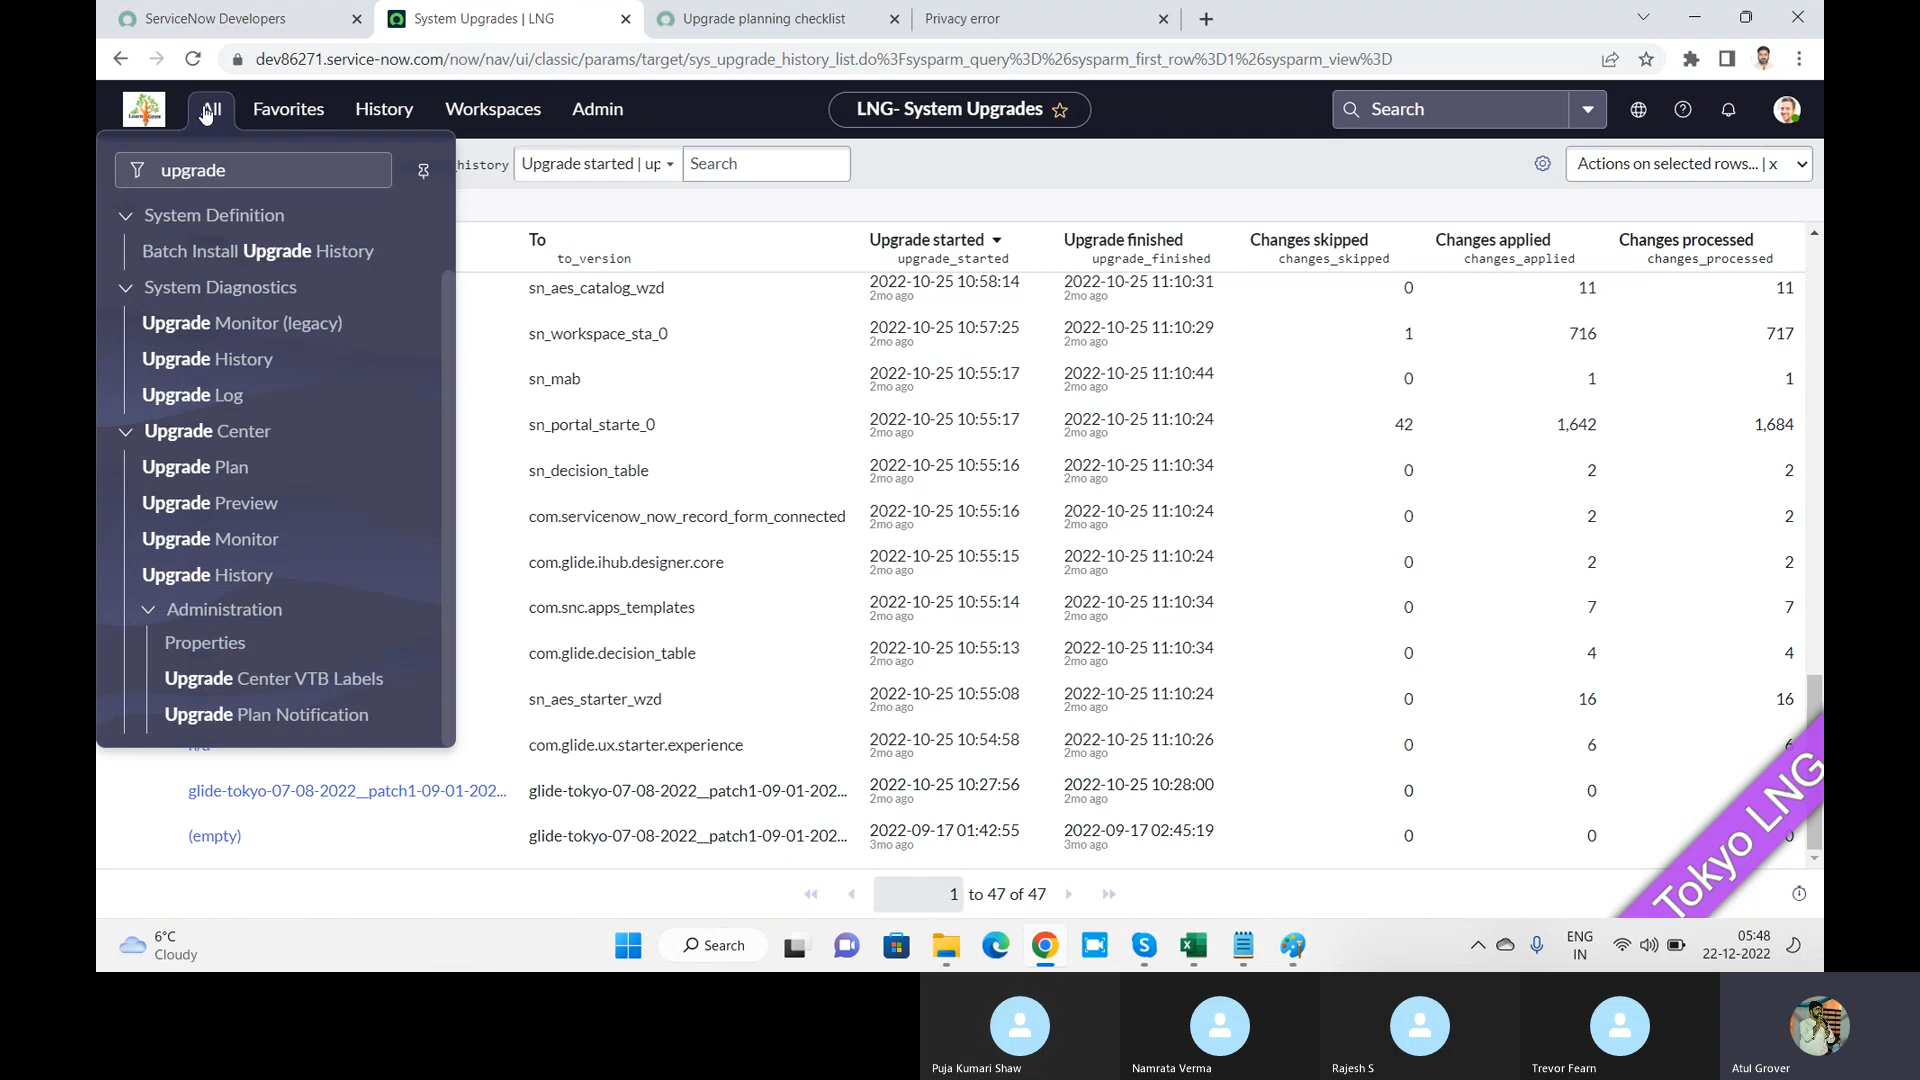 ServiceNow Developers
System Upgrades | LNG
Upgrade planning checklist
Privacy error
dev86271.service-now.com/now/nav/ui/classic/params/target/sys_upgrade_history_list.do%3Fsysparm_query%3D%26sysparm_first_row%3D1%26sysparm_view%3D
All
Favorites
History
Workspaces
Admin
LNG- System Upgrades
Search
upgrade
System Definition
Batch Install Upgrade History
System Diagnostics
Upgrade Monitor (legacy)
Upgrade History
Upgrade Log
Upgrade Center
Upgrade Plan
Upgrade Preview
Upgrade Monitor
Upgrade History
Administration
Properties
Upgrade Center VTB Labels
Upgrade Plan Notification
history
Upgrade started | up
Search
Actions on selected rows... | x
To Upgrade started Upgrade finished Changes skipped Changes applied Changes processed
to_version upgrade_started upgrade_finished changes_skipped changes_applied changes_processed
sn_aes_catalog_wzd 2022-10-25 10:58:14 2022-10-25 11:10:31 0 11 11
2mo ago 2mo ago
sn_workspace_sta_0 2022-10-25 10:57:25 2022-10-25 11:10:29 1 716 717
2mo ago 2mo ago
sn_mab 2022-10-25 10:55:17 2022-10-25 11:10:44 0 1 1
2mo ago 2mo ago
sn_portal_starte_0 2022-10-25 10:55:17 2022-10-25 11:10:24 42 1,642 1,684
2mo ago 2mo ago
sn_decision_table 2022-10-25 10:55:16 2022-10-25 11:10:34 0 2 2
2mo ago 2mo ago
com.servicenow_now_record_form_connected 2022-10-25 10:55:16 2022-10-25 11:10:24 0 2 2
2mo ago 2mo ago
com.glide.ihub.designer.core 2022-10-25 10:55:15 2022-10-25 11:10:24 0 2 2
2mo ago 2mo ago
com.snc.apps_templates 2022-10-25 10:55:14 2022-10-25 11:10:34 0 7 7
2mo ago 2mo ago
com.glide.decision_table 2022-10-25 10:55:13 2022-10-25 11:10:34 0 4 4
2mo ago 2mo ago
sn_aes_starter_wzd 2022-10-25 10:55:08 2022-10-25 11:10:24 0 16 16
2mo ago 2mo ago
com.glide.ux.starter.experience 2022-10-25 10:54:58 2022-10-25 11:10:26 0 6 6
2mo ago 2mo ago
glide-tokyo-07-08-2022__patch1-09-01-202... glide-tokyo-07-08-2022__patch1-09-01-202... 2022-10-25 10:27:56 2022-10-25 10:28:00 0 0
2mo ago 2mo ago
(empty) glide-tokyo-07-08-2022__patch1-09-01-202... 2022-09-17 01:42:55 2022-09-17 02:45:19 0 0 0
3mo ago 3mo ago
Tokyo LNG
1 to 47 of 47
6°C
Cloudy
Search
ENG
IN
05:48
22-12-2022
Puja Kumari Shaw
Namrata Verma
Rajesh S
Trevor Fearn
Atul Grover